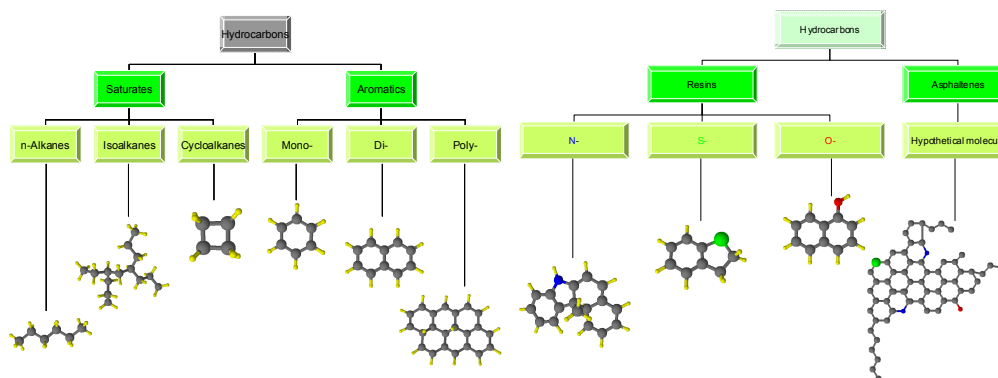 Hydrocarbons
Saturates
Aromatics
n-Alkanes
Isoalkanes
Cycloalkanes
Mono-
Di-
Poly-
Hydrocarbons
Resins
Asphaltenes
N-
S-
O-
Hypothetical molecu